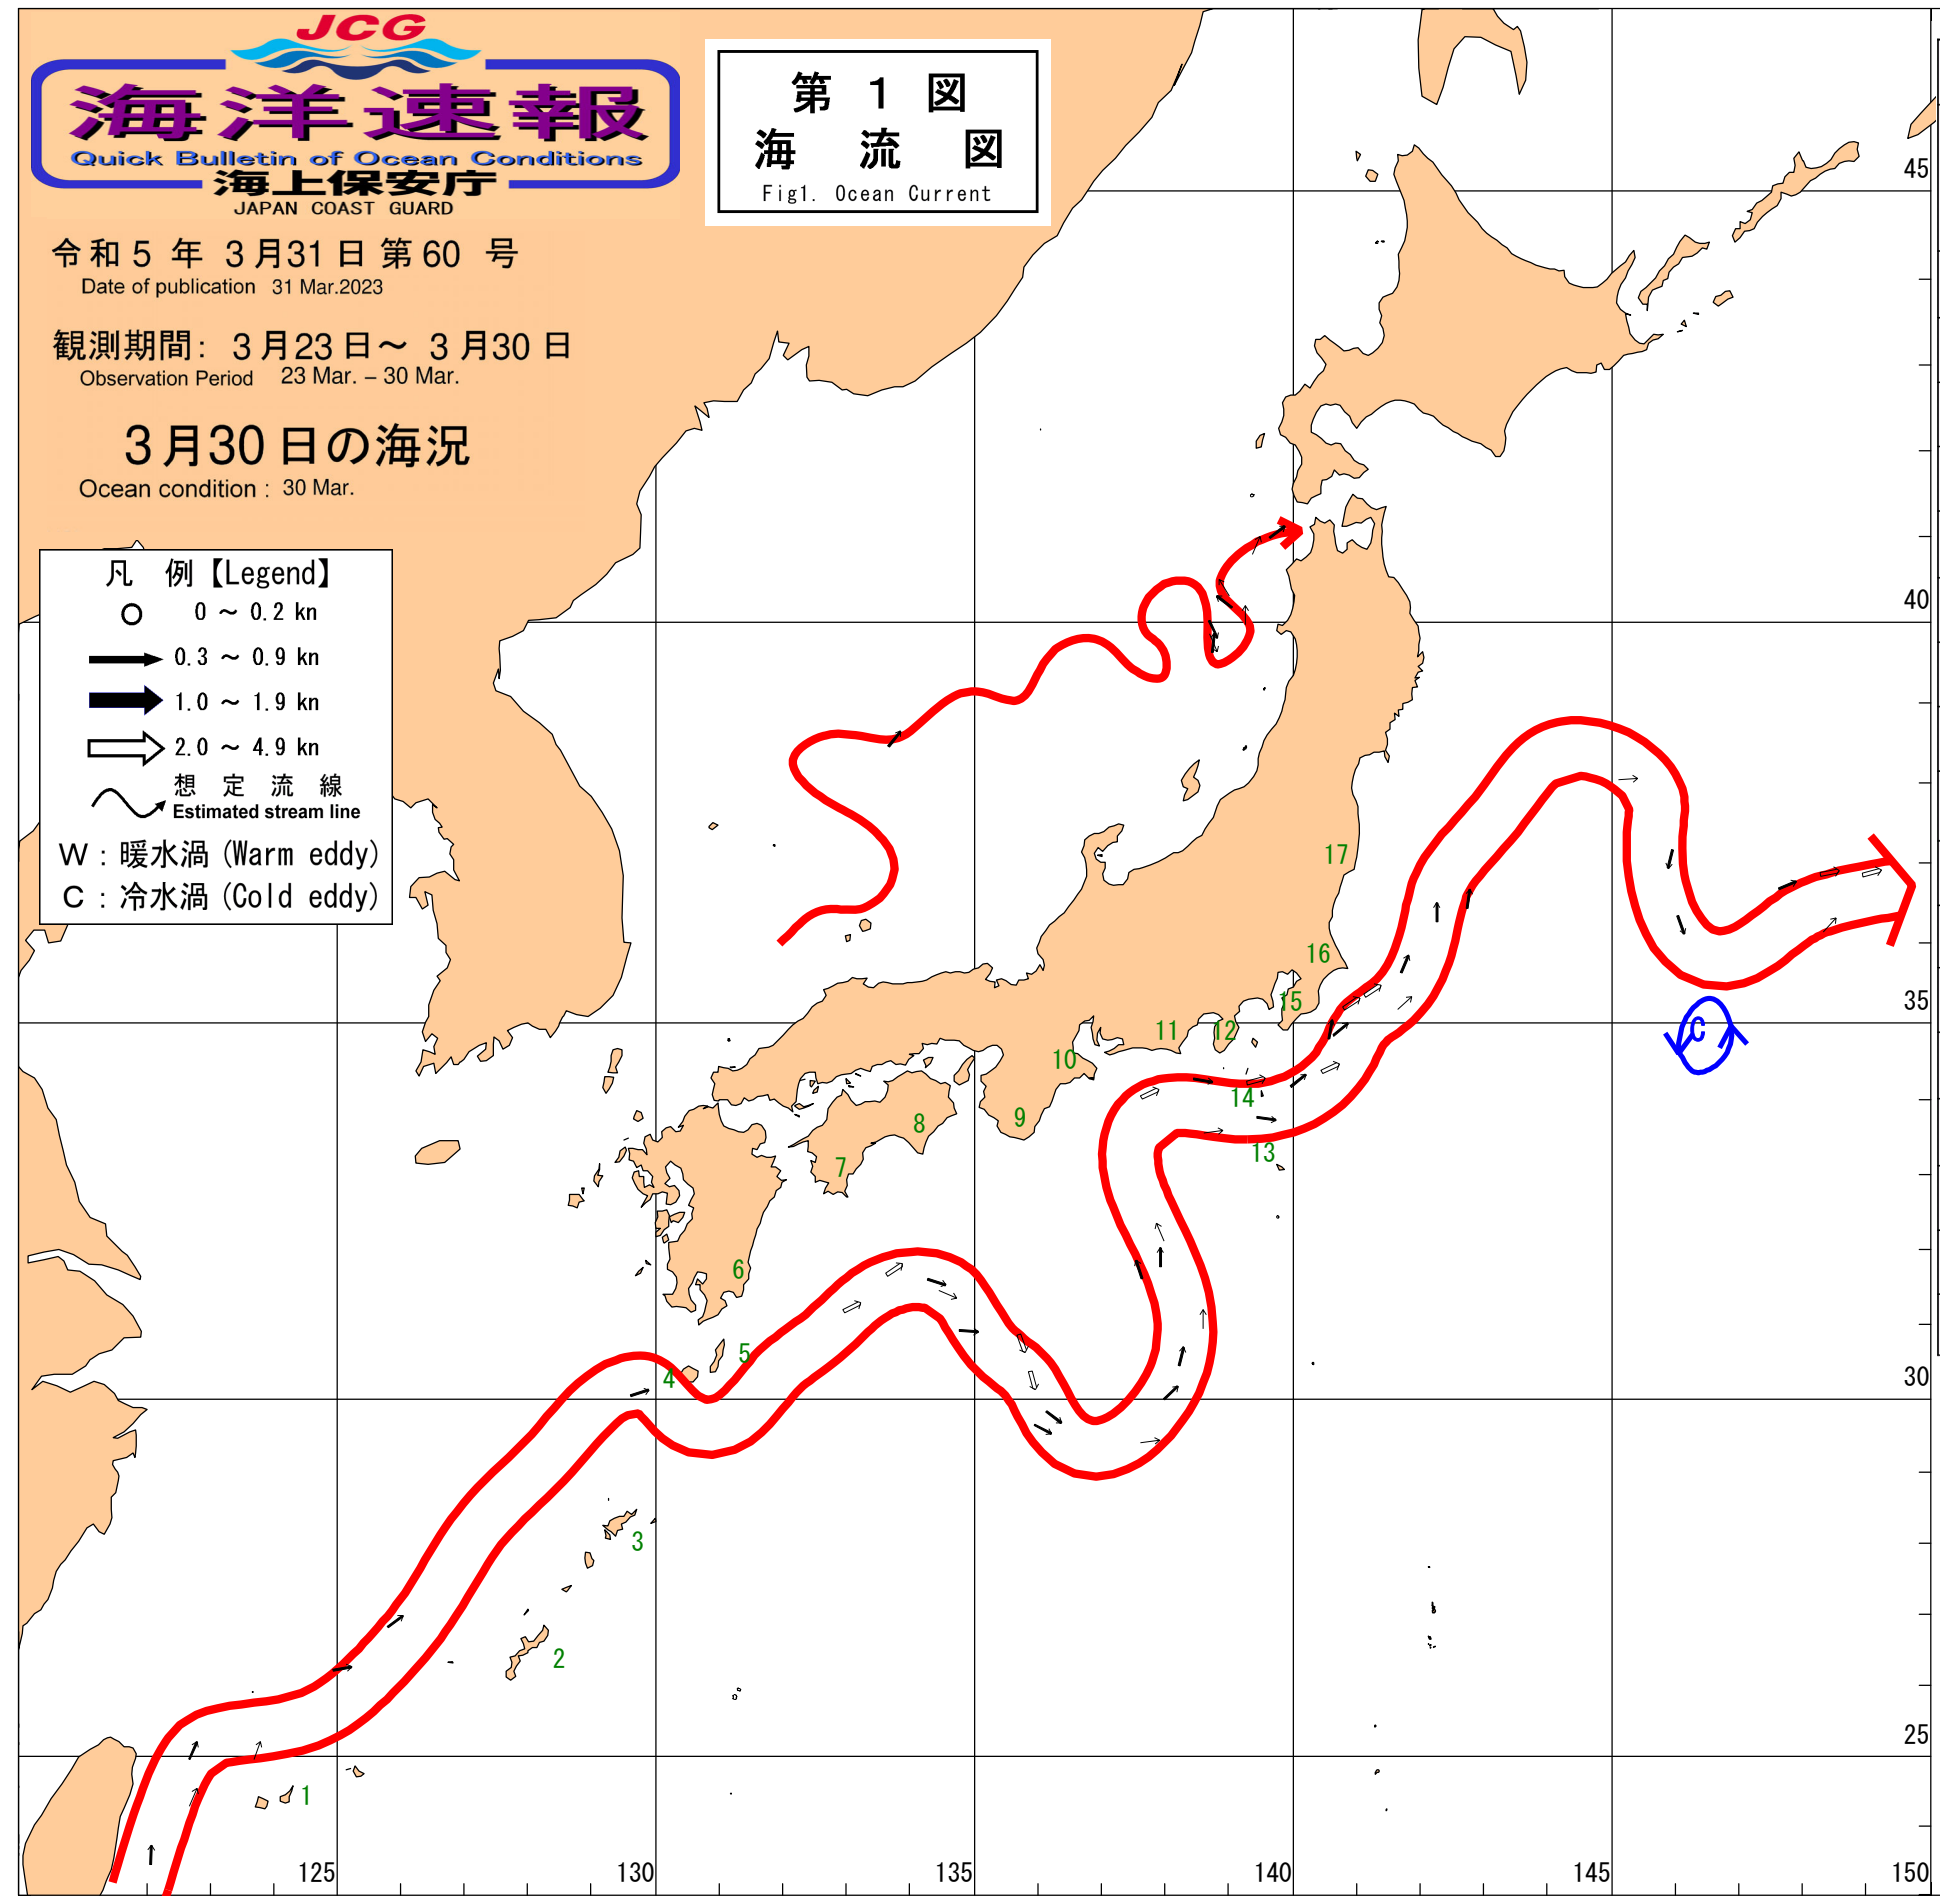 JCG
海洋速報
Quick Bulletin of Ocean Conditions
海上保安庁
JAPAN COAST GUARD
令和 5 年 3月31日 第60 号
Date of publication 31 Mar.2023
観測期間: 3月23日～ 3月30日
Observation Period 23 Mar. – 30 Mar.
3月30日の海況
Ocean condition : 30 Mar.
第 1 図
海 流 図
Fig1. Ocean Current
凡 例【Legend】
0 ～ 0.2 kn
0.3 ～ 0.9 kn
1.0 ～ 1.9 kn
2.0 ～ 4.9 kn
想 定 流 線
Estimated stream line
W : 暖水渦 (Warm eddy)
C : 冷水渦 (Cold eddy)
45
40
17
16
35
15
11
12
C
10
14
9
8
13
7
6
5
4
30
3
2
25
1
125
130
135
140
145
150